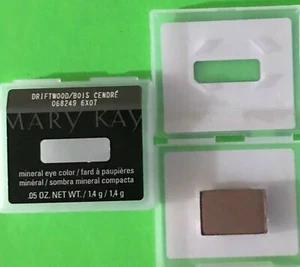 DRIFTWOOD/BOIS CENDRÉ
068249 6X0T
MARY KAY
mineral eye color / fard à paupières
minéral / sombra mineral compacta
.05 OZ. NET WT. / 1,4 g / 1,4 g